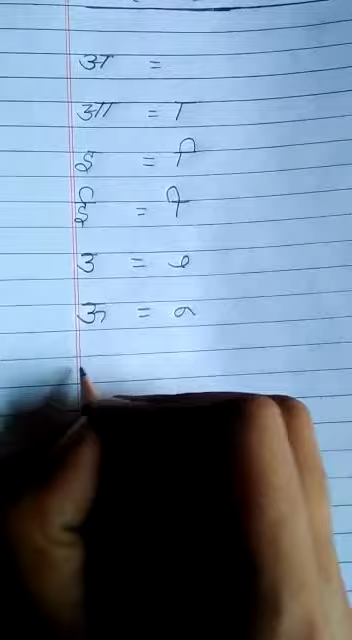 अ =
आ = ा
इ = ि
ई = ी
उ = ु
ऊ = ू